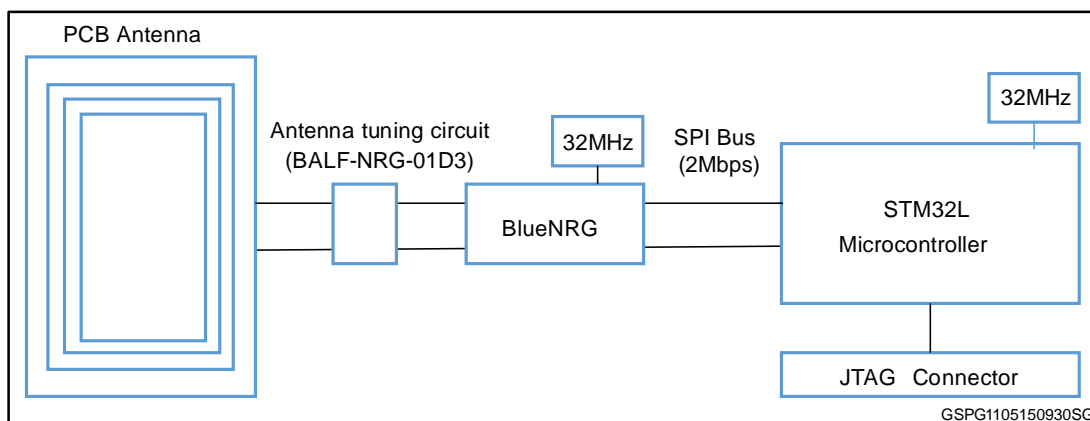 PCB Antenna
Antenna tuning circuit
(BALF-NRG-01D3)
32MHz
BlueNRG
SPI Bus
(2Mbps)
32MHz
STM32L
Microcontroller
JTAG Connector
GSPG1105150930SG